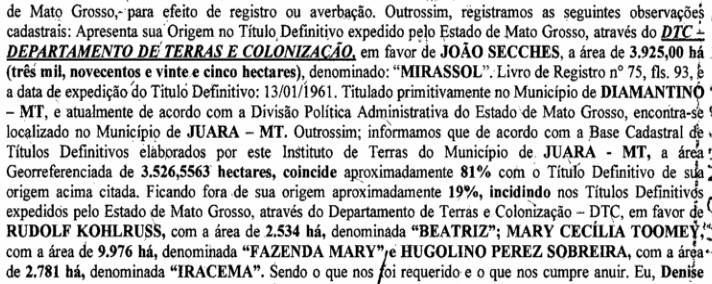 de Mato Grosso,- para efeito de registro ou averbação. Outrossim, registramos as seguintes observações
cadastrais: Apresenta sua Origem no Título Definitivo expedido pelo Estado de Mato Grosso, através do DTC –
DEPARTAMENTO DE TERRAS E COLONIZAÇÃO, em favor de JOÃO SECCHES, a área de 3.925,00 há
(três mil, novecentos e vinte e cinco hectares), denominado: “MIRASSOL”. Livro de Registro nº 75, fls. 93, e
a data de expedição do Titulo Definitivo: 13/01/1961. Titulado primitivamente no Município de DIAMANTINO
– MT, e atualmente de acordo com a Divisão Política Administrativa do Estado de Mato Grosso, encontra-se
localizado no Município de JUARA – MT. Outrossim; informamos que de acordo com a Base Cadastral de
Títulos Definitivos elaborados por este Instituto de Terras do Município de JUARA - MT, a área
Georreferenciada de 3.526,5563 hectares, coincide aproximadamente 81% com o Título Definitivo de sua
origem acima citada. Ficando fora de sua origem aproximadamente 19%, incidindo nos Títulos Definitivos
expedidos pelo Estado de Mato Grosso, através do Departamento de Terras e Colonização – DTC, em favor de
RUDOLF KOHLRUSS, com a área de 2.534 há, denominada “BEATRIZ”; MARY CECÍLIA TOOMEY,
com a área de 9.976 há, denominada “FAZENDA MARY” e HUGOLINO PEREZ SOBREIRA, com a área
de 2.781 há, denominada “IRACEMA”. Sendo o que nos foi requerido e o que nos cumpre anuir. Eu, Denise